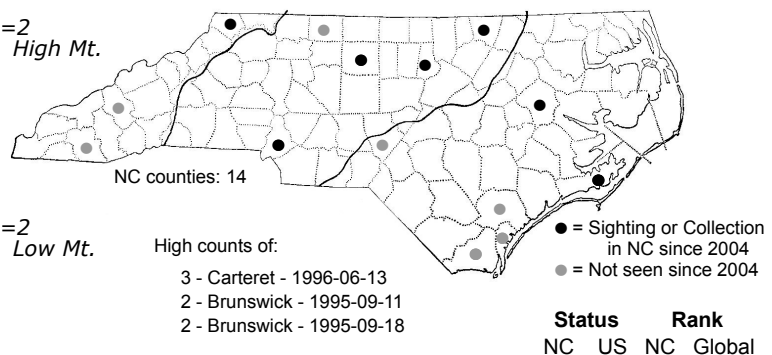 =2
High Mt.
NC counties: 14
=2
Low Mt.
High counts of:
3 - Carteret - 1996-06-13
2 - Brunswick - 1995-09-11
2 - Brunswick - 1995-09-18
● = Sighting or Collection
in NC since 2004
● = Not seen since 2004
Status Rank
NC US NC Global